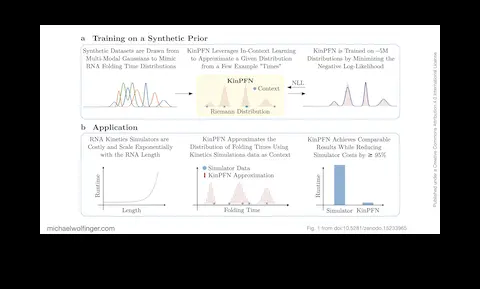 a Training on a Synthetic Prior
Synthetic Datasets are Drawn from
Multi-Modal Gaussians to Mimic
RNA Folding Time Distributions
KinPFN Leverages In-Context Learning
to Approximate a Given Distribution
from a Few Example "Times"
KinPFN is Trained on ~5M
Distributions by Minimizing the
Negative Log-Likelihood
Context
NLL
Riemann Distribution
b Application
RNA Kinetics Simulators are
Costly and Scale Exponentially
with the RNA Length
KinPFN Approximates the
Distribution of Folding Times Using
Kinetics Simulators data as Context
KinPFN Achieves Comparable
Results While Reducing
Simulator Costs by ≥ 95%
Simulator Data
KinPFN Approximation
Runtime
Length
Folding Time
Runtime
Simulator KinPFN
Published under a Creative Commons Attribution 4.0 International License
michaelwolfinger.com
Fig. 1 from doi:10.5281/zenodo.15233965